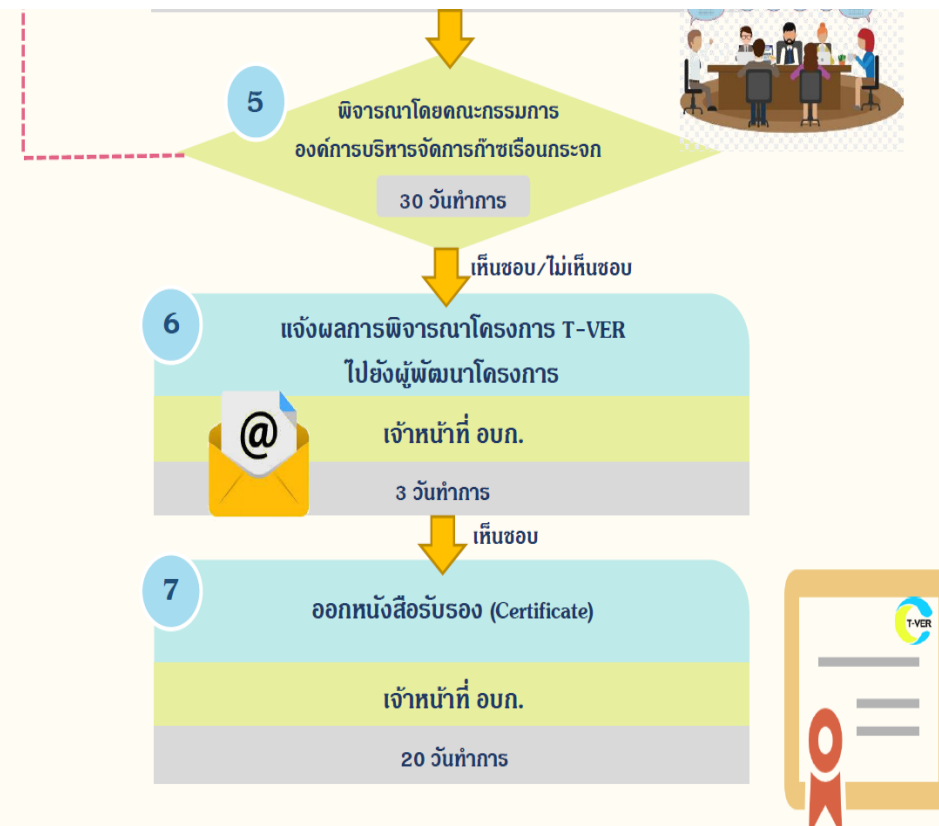 5
พิจารณาโดยคณะกรรมการ
องค์การบริหารจัดการก๊าซเรือนกระจก
30 วันทำการ
เห็นชอบ/ไม่เห็นชอบ
6
แจ้งผลการพิจารณาโครงการ T-VER
ไปยังผู้พัฒนาโครงการ
@
เจ้าหน้าที่ อบก.
3 วันทำการ
เห็นชอบ
7
ออกหนังสือรับรอง (Certificate)
T-VER
เจ้าหน้าที่ อบก.
20 วันทำการ